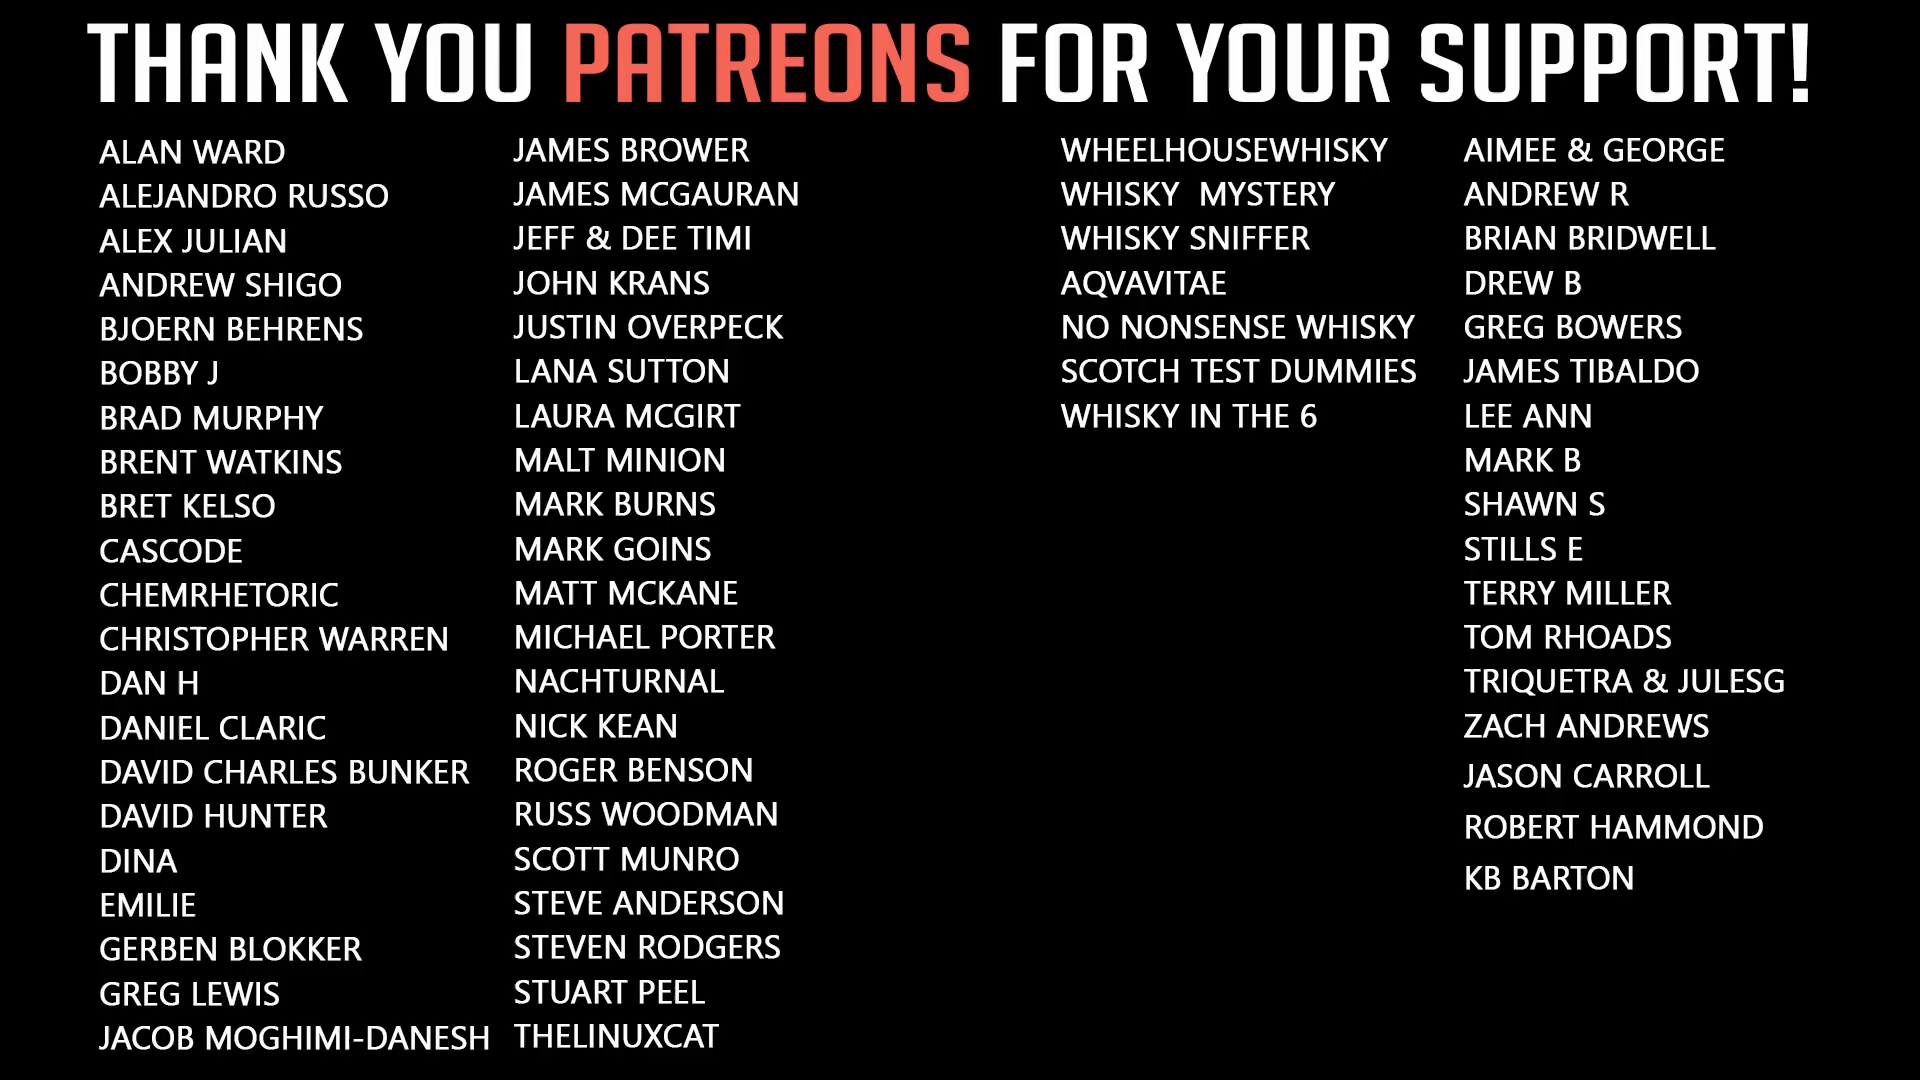 THANK YOU PATREONS FOR YOUR SUPPORT!
ALAN WARD
ALEJANDRO RUSSO
ALEX JULIAN
ANDREW SHIGO
BJOERN BEHRENS
BOBBY J
BRAD MURPHY
BRENT WATKINS
BRET KELSO
CASCODE
CHEMRHETORIC
CHRISTOPHER WARREN
DAN H
DANIEL CLARIC
DAVID CHARLES BUNKER
DAVID HUNTER
DINA
EMILIE
GERBEN BLOKKER
GREG LEWIS
JACOB MOGHIMI-DANESH
JAMES BROWER
JAMES MCGAURAN
JEFF & DEE TIMI
JOHN KRANS
JUSTIN OVERPECK
LANA SUTTON
LAURA MCGIRT
MALT MINION
MARK BURNS
MARK GOINS
MATT MCKANE
MICHAEL PORTER
NACHTURNAL
NICK KEAN
ROGER BENSON
RUSS WOODMAN
SCOTT MUNRO
STEVE ANDERSON
STEVEN RODGERS
STUART PEEL
THELINUXCAT
WHEELHOUSEWHISKY
WHISKY  MYSTERY
WHISKY SNIFFER
AQVAVITAE
NO NONSENSE WHISKY
SCOTCH TEST DUMMIES
WHISKY IN THE 6
AIMEE & GEORGE
ANDREW R
BRIAN BRIDWELL
DREW B
GREG BOWERS
JAMES TIBALDO
LEE ANN
MARK B
SHAWN S
STILLS E
TERRY MILLER
TOM RHOADS
TRIQUETRA & JULESG
ZACH ANDREWS
JASON CARROLL
ROBERT HAMMOND
KB BARTON